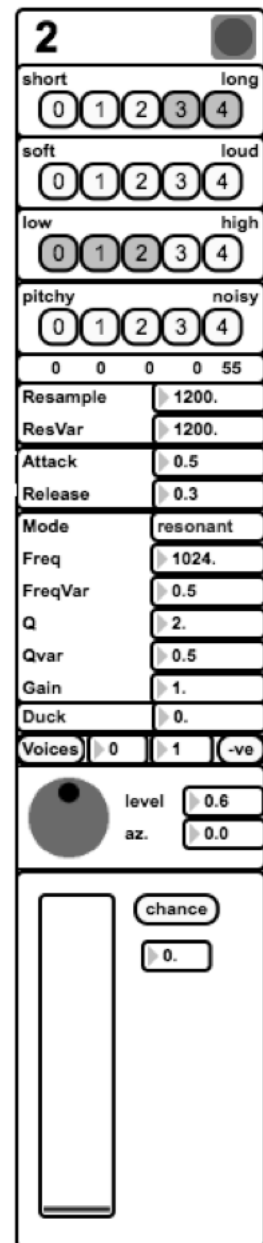 2
short long
0 1 2 3 4
soft loud
0 1 2 3 4
low high
0 1 2 3 4
pitchy noisy
0 1 2 3 4
0 0 0 0 55
Resample 1200.
ResVar 1200.
Attack 0.5
Release 0.3
Mode resonant
Freq 1024.
FreqVar 0.5
Q 2.
Qvar 0.5
Gain 1.
Duck 0.
Voices 0 1 -ve
level 0.6
az. 0.0
chance
0.